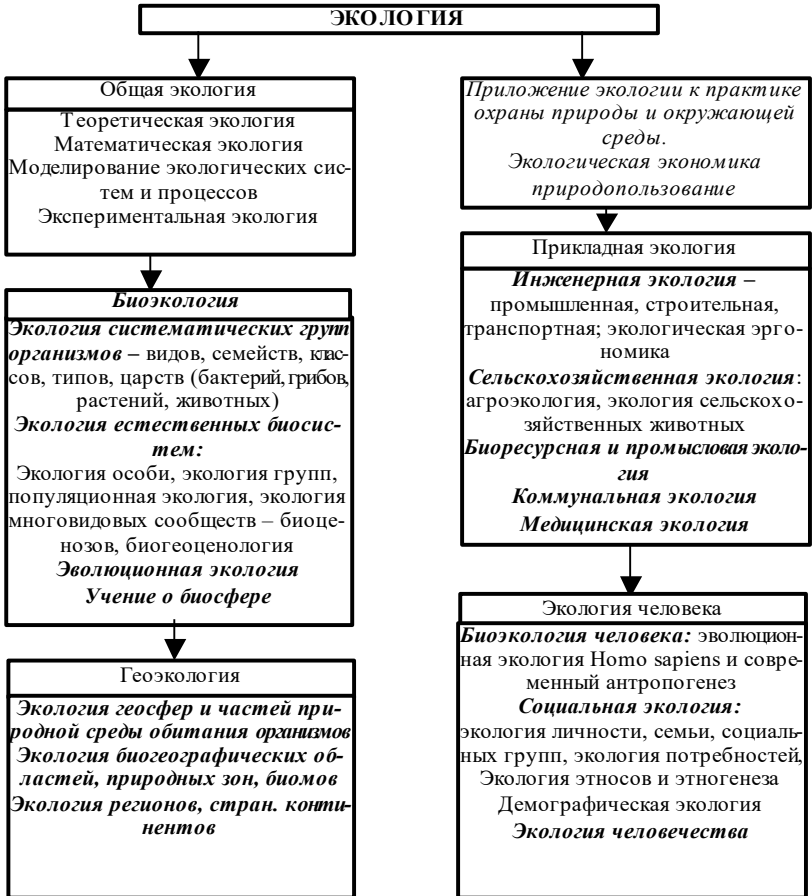 ЭКОЛОГИЯ
Общая экология
Теоретическая экология
Математическая экология
Моделирование экологических сис-
тем и процессов
Экспериментальная экология
Биоэкология
Экология систематических групп
организмов – видов, семейств, клас-
сов, типов, царств (бактерий, грибов,
растений, животных)
Экология естественных биосис-
тем:
Экология особи, экология групп,
популяционная экология, экология
многовидовых сообществ – биоце-
нозов, биогеоценология
Эволюционная экология
Учение о биосфере
Геоэкология
Экология геосфер и частей при-
родной среды обитания организмов
Экология биогеографических об-
ластей, природных зон, биомов
Экология регионов, стран. конти-
нентов
Приложение экологии к практике
охраны природы и окружающей
среды.
Экологическая экономика
природопользование
Прикладная экология
Инженерная экология –
промышленная, строительная,
транспортная; экологическая эрго-
номика
Сельскохозяйственная экология:
агроэкология, экология сельскохо-
зяйственных животных
Биоресурсная и промысловая эколо-
гия
Коммунальная экология
Медицинская экология
Экология человека
Биоэкология человека: эволюцион-
ная экология Homo sapiens и совре-
менный антропогенез
Социальная экология:
экология личности, семьи, социаль-
ных групп, экология потребностей,
Экология этносов и этногенеза
Демографическая экология
Экология человечества